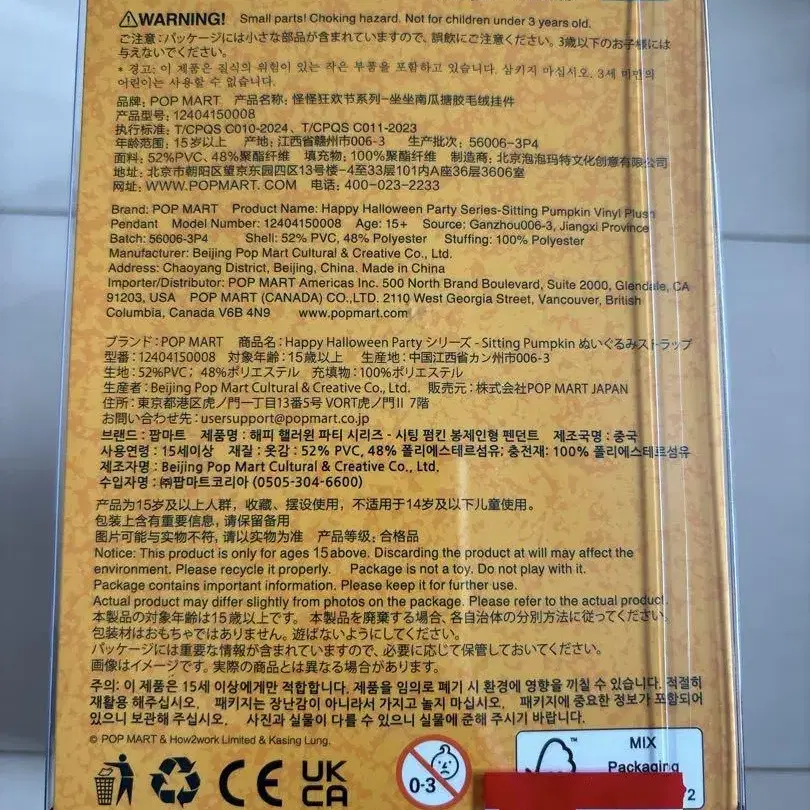 ⚠WARNING! Small parts! Choking hazard. Not for children under 3 years old.
ご注意：パッケージには小さな部品が含まれていますので、誤飲にご注意ください。3歳以下のお子様には
与えないでください。
* 경고: 이 제품은 질식의 위험이 있는 작은 부품을 포함하고 있습니다. 삼키지 마십시오. 3세 미만의
어린이는 사용할 수 없습니다.
品牌：POP MART 产品名称：怪怪狂欢节系列-坐坐南瓜搪胶毛绒挂件
产品型号：12404150008
执行标准：T/CPQS C010-2024、T/CPQS C011-2023
年龄范围：15岁以上 产地：江西省赣州市006-3 生产批次：56006-3P4
面料：52%PVC、48%聚酯纤维 填充物：100%聚酯纤维 制造商：北京泡泡玛特文化创意有限公司
地址：北京市朝阳区望京东园四区13号楼-4至33层101内A座36层3606室
网址：WWW.POPMART.COM 电话：400-023-2233
Brand: POP MART Product Name: Happy Halloween Party Series-Sitting Pumpkin Vinyl Plush
Pendant Model Number: 12404150008 Age: 15+ Source: Ganzhou006-3, Jiangxi Province
Batch: 56006-3P4 Shell: 52% PVC, 48% Polyester Stuffing: 100% Polyester
Manufacturer: Beijing Pop Mart Cultural & Creative Co., Ltd.
Address: Chaoyang District, Beijing, China. Made in China
Importer/Distributor: POP MART Americas Inc. 500 North Brand Boulevard, Suite 2000, Glendale, CA
91203, USA POP MART (CANADA) CO.,LTD. 2110 West Georgia Street, Vancouver, British
Columbia, Canada V6B 4N9 www.popmart.com
ブランド：POP MART 商品名：Happy Halloween Party シリーズ - Sitting Pumpkin ぬいぐるみストラップ
型番：12404150008 対象年齢：15歳以上 生産地：中国江西省カン州市006-3
生地：52%PVC；48%ポリエステル 充填物：100%ポリエステル
生産者：Beijing Pop Mart Cultural & Creative Co., Ltd. 販売元：株式会社POP MART JAPAN
住所：東京都港区虎ノ門一丁目13番5号 VORT虎ノ門II 7階
お問い合わせ先：usersupport@popmart.co.jp
브랜드 : 팝마트 제품명 : 해피 핼러윈 파티 시리즈 - 시팅 펌킨 봉제인형 펜던트 제조국명 : 중국
사용연령 : 15세이상 재질 : 옷감 : 52% PVC, 48% 폴리에스테르섬유; 충전재: 100% 폴리에스테르섬유
제조자명 : Beijing Pop Mart Cultural & Creative Co., Ltd.
수입자명 : ㈜팝마트코리아 (0505-304-6600)
产品为15岁及以上人群，收藏、摆设使用，不适用于14岁及以下儿童使用。
包装上含有重要信息，请保留备用
图片可能与实物不符，请以实物为准 产品等级：合格品
Notice: This product is only for ages 15 above. Discarding the product at will may affect the
environment. Please recycle it properly. Package is not a toy. Do not play with it.
Package contains important information. Please keep it for further use.
Actual product may differ slightly from photos on the package. Please refer to the actual product.
本製品の対象年齢は15歳以上です。 本製品を廃棄する場合、各自治体の分別方法に従ってください。
包装材はおもちゃではありません。遊ばないようにしてください。
パッケージには重要な情報が含まれていますので、必要に応じて保管しておいてください。
画像はイメージです。実際の商品とは異なる場合があります。
주의: 이 제품은 15세 이상에게만 적합합니다. 제품을 임의로 폐기 시 환경에 영향을 끼칠 수 있습니다. 적절히
재활용 해주십시오. 패키지는 장난감이 아니라서 가지고 놀지 마십시오. 패키지에 중요한 정보가 포함되어
있으니 보관해 주십시오. 사진과 실물이 다를 수 있으니 실물에 준해 주시기 바랍니다.
© POP MART & How2work Limited & Kasing Lung.
CE
UK
CA
0-3
™
MIX
Packaging